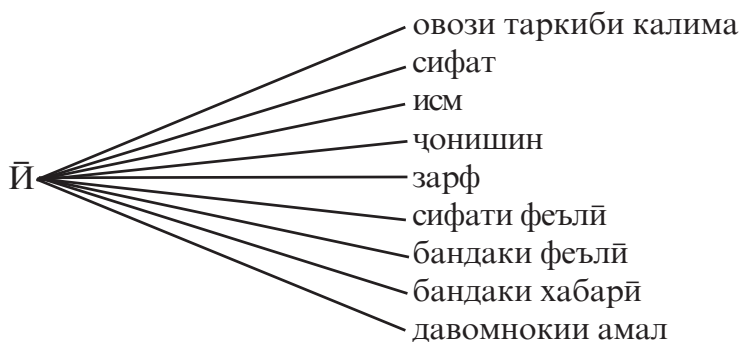 овози таркиби калима
сифат
исм
ҷонишин
Ӣ
зарф
сифати феълӣ
бандаки феълӣ
бандаки хабарӣ
давомнокии амал